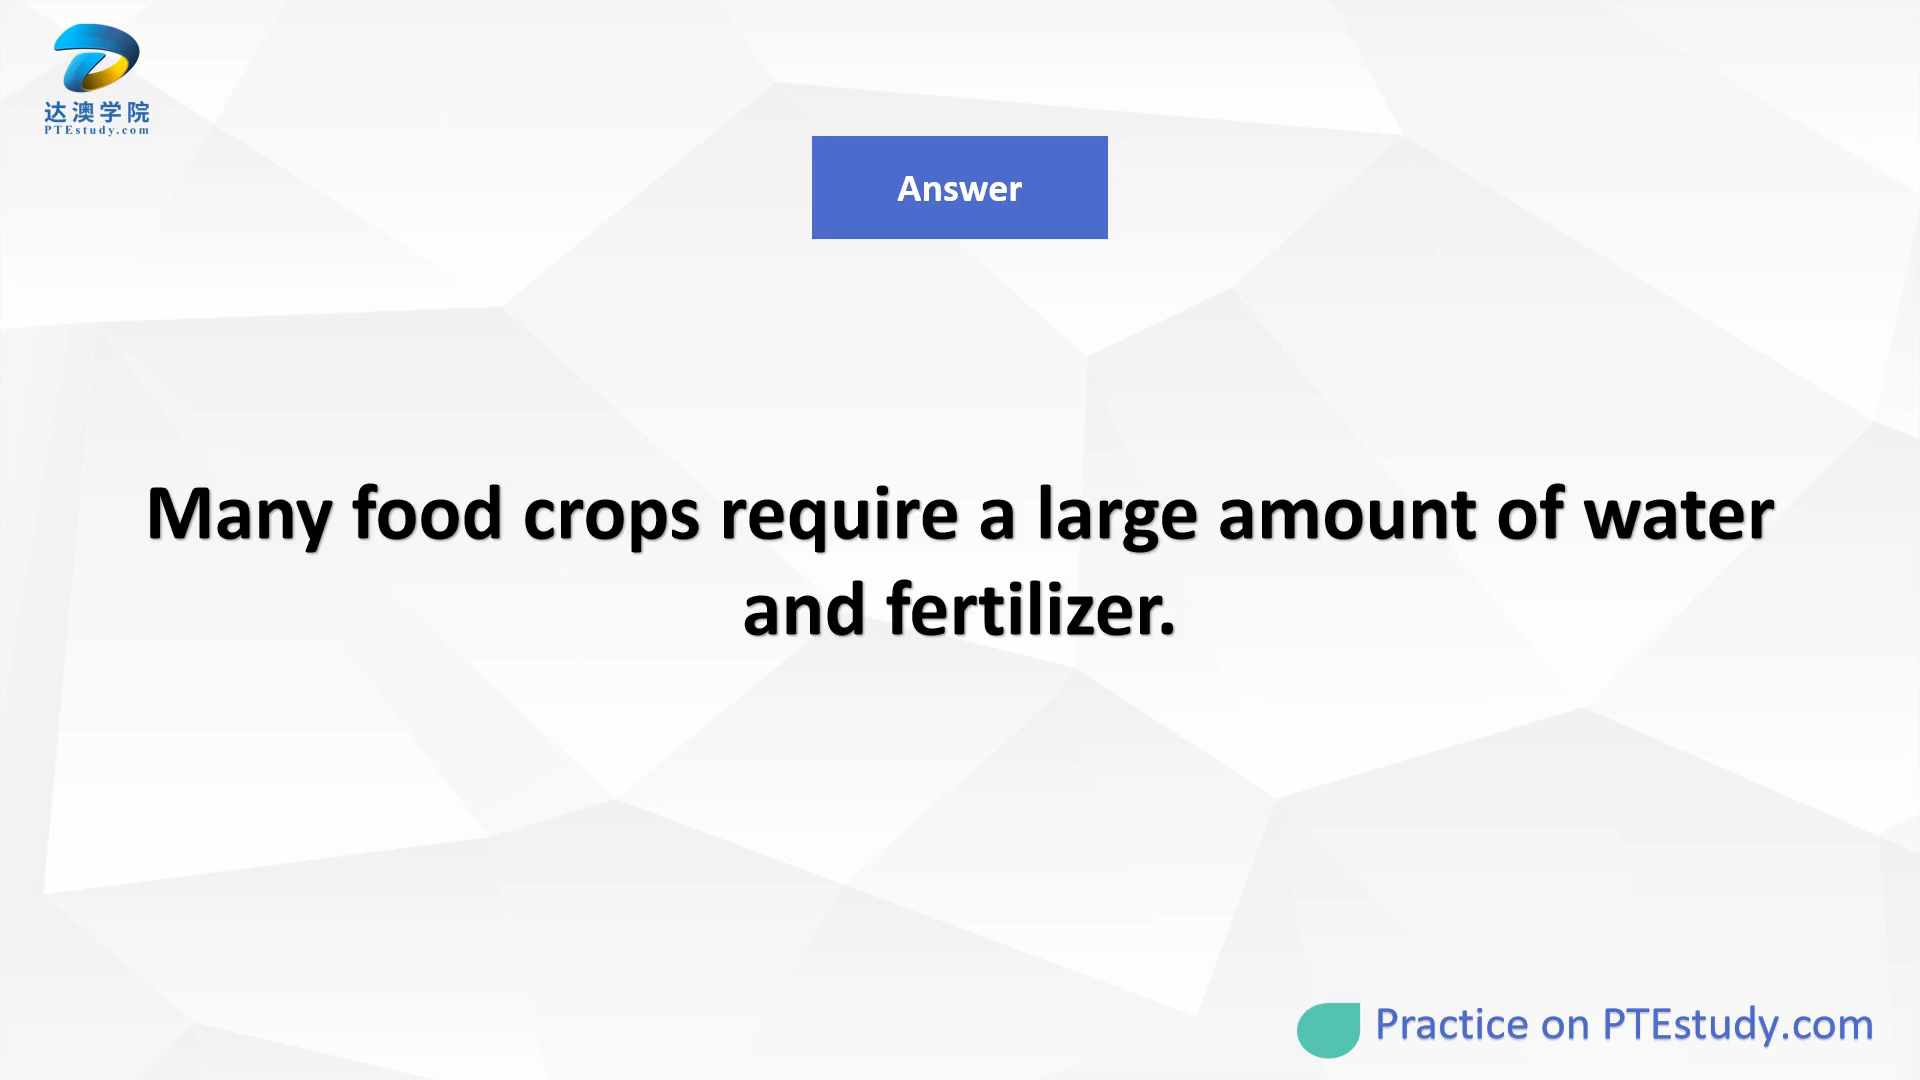 达澳学院
PTEstudy.com
Answer
Many food crops require a large amount of water
and fertilizer.
Practice on PTEstudy.com